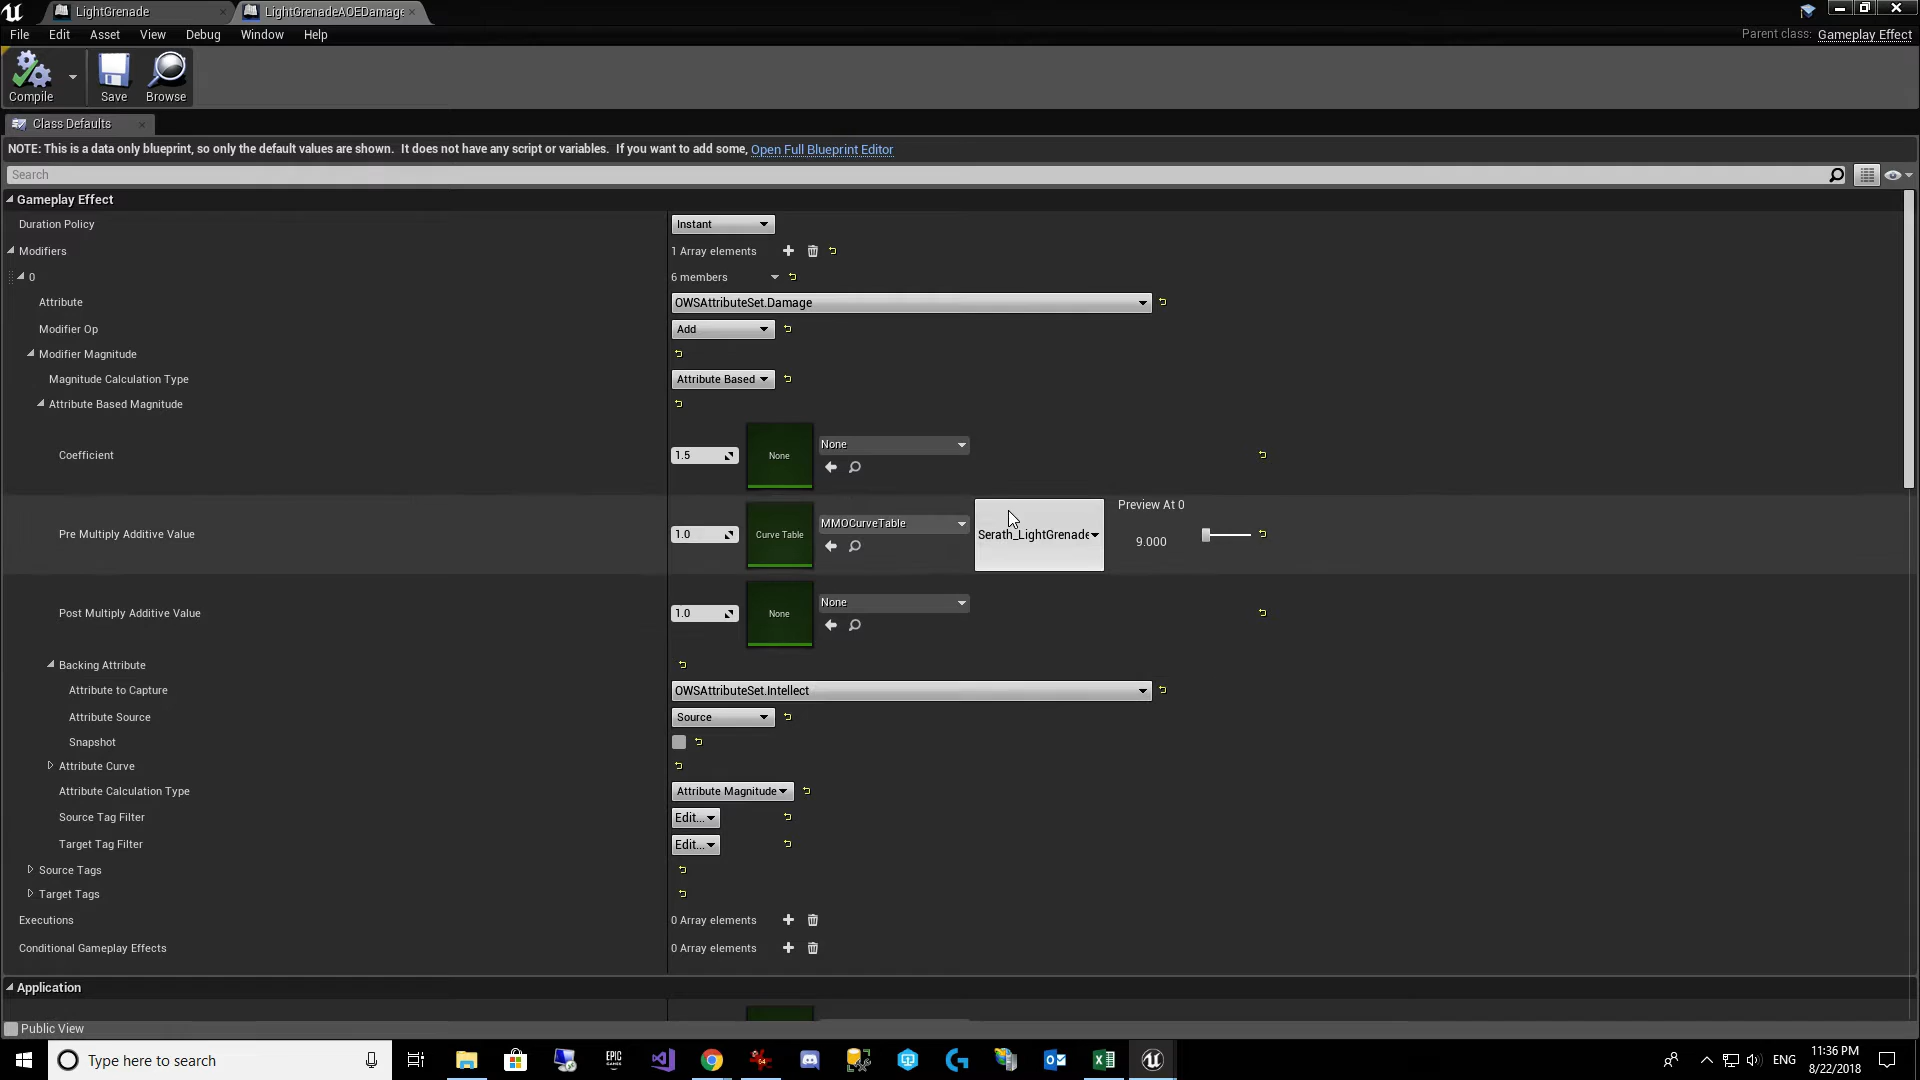 LightGrenade
LightGrenadeAOEDamage
File Edit Asset View Debug Window Help
Parent class: Gameplay Effect
Compile Save Browse
Class Defaults
NOTE: This is a data only blueprint, so only the default values are shown. It does not have any script or variables. If you want to add some, Open Full Blueprint Editor
Search
Gameplay Effect
Duration Policy Instant
Modifiers 1 Array elements
0 6 members
Attribute OWSAttributeSet.Damage
Modifier Op Add
Modifier Magnitude
Magnitude Calculation Type Attribute Based
Attribute Based Magnitude
Coefficient 1.5 None None
Pre Multiply Additive Value 1.0 Curve Table MMOCurveTable Serath_LightGrenade Preview At 0 9.000
Post Multiply Additive Value 1.0 None None
Backing Attribute
Attribute to Capture OWSAttributeSet.Intellect
Attribute Source Source
Snapshot
Attribute Curve
Attribute Calculation Type Attribute Magnitude
Source Tag Filter Edit...
Target Tag Filter Edit...
Source Tags
Target Tags
Executions 0 Array elements
Conditional Gameplay Effects 0 Array elements
Application
Public View
Type here to search
EPIC GAMES
64
ENG
11:36 PM
8/22/2018